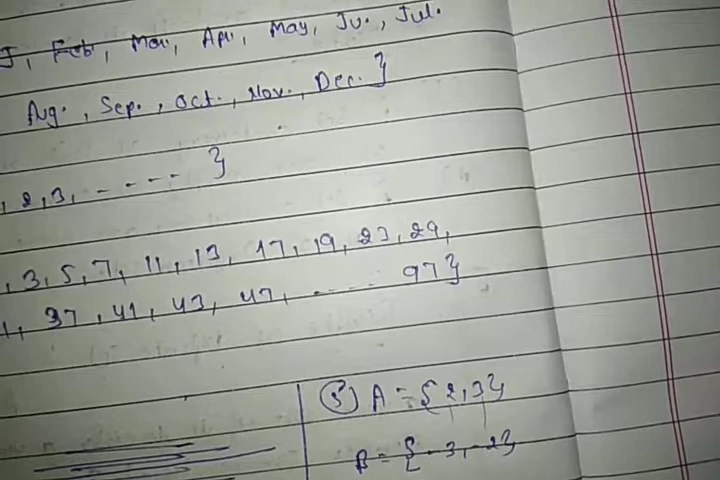 J, Feb, Mar, Apr, May, Ju., Jul.
Aug., Sep., Oct., Nov., Dec. }
, 2, 3, - - - - - }
, 3, 5, 7, 11, 13, 17, 19, 23, 29,
1, 37, 41, 43, 47, ..... 97}
(5) A = {2, 3}
B = {-3, -2}